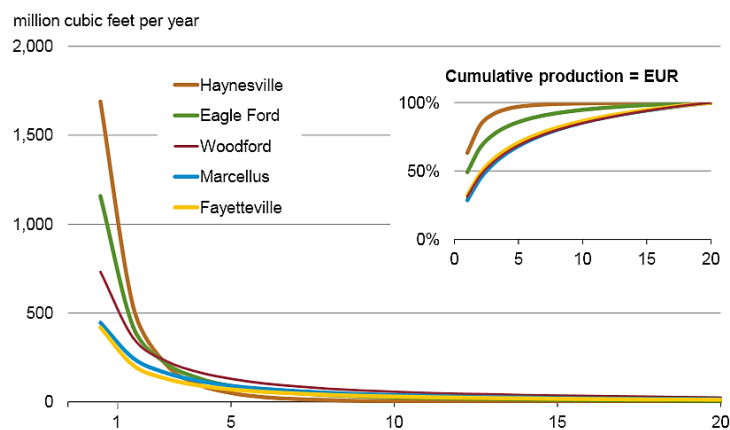 million cubic feet per year
2,000
1,500
1,000
500
0
1
5
10
15
20
Haynesville
Eagle Ford
Woodford
Marcellus
Fayetteville
Cumulative production = EUR
100%
50%
0%
0
5
10
15
20